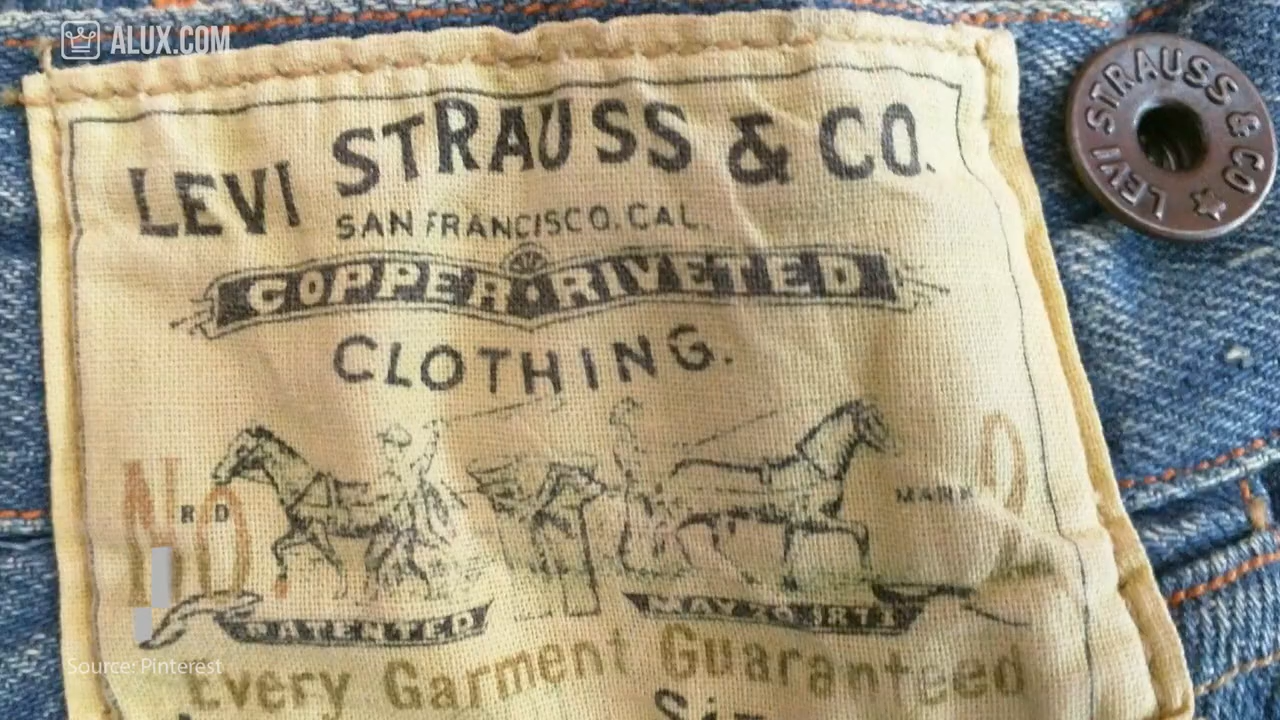 ALUX.COM
LEVI STRAUSS & CO.
SAN FRANCISCO, CAL.
COPPER RIVETED
CLOTHING.
LEVI STRAUSS & CO
No.
R D
MARK
PATENTED
MAY 20 1873
Every Garment Guaranteed
Source: Pinterest